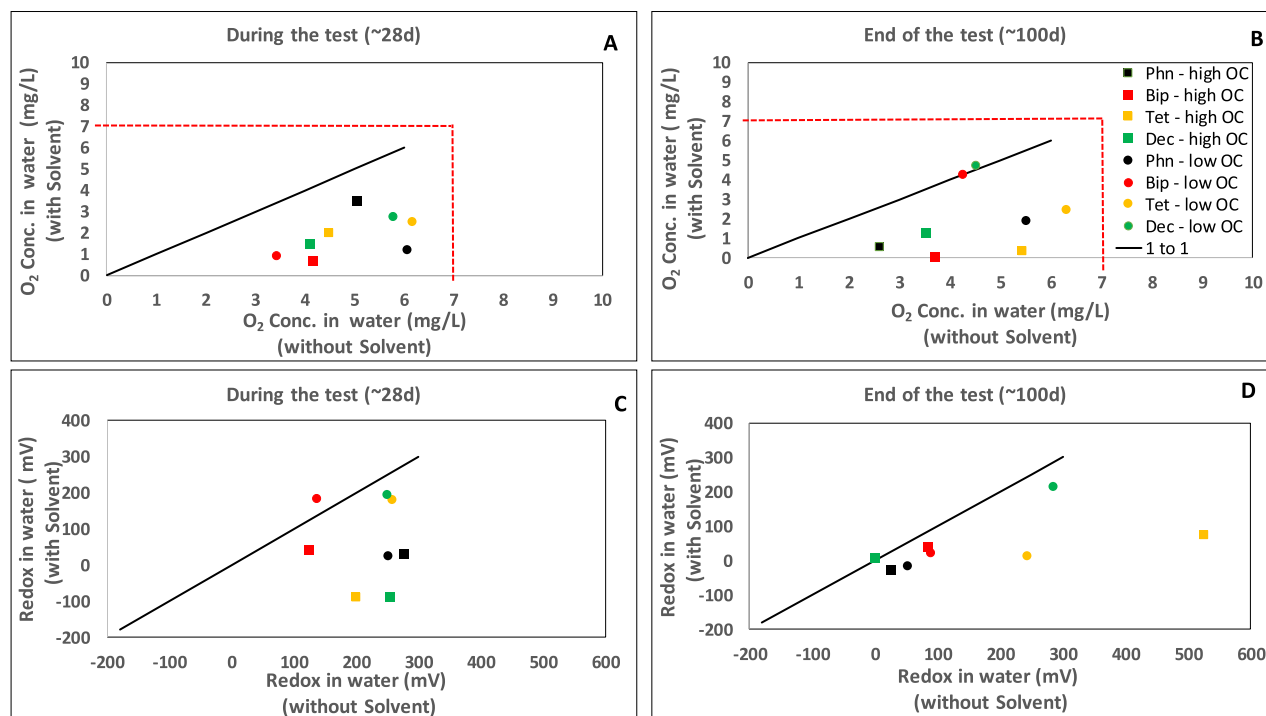 During the test (~28d)
A
O2 Conc. in water (mg/L)
(with Solvent)
10
9
8
7
6
5
4
3
2
1
0
0 1 2 3 4 5 6 7 8 9 10
O2 Conc. in water (mg/L)
(without Solvent)
End of the test (~100d)
B
O2 Conc. in water (mg/L)
(with Solvent)
10
9
8
7
6
5
4
3
2
1
0
0 1 2 3 4 5 6 7 8 9 10
O2 Conc. in water (mg/L)
(without Solvent)
Phn - high OC
Bip - high OC
Tet - high OC
Dec - high OC
Phn - low OC
Bip - low OC
Tet - low OC
Dec - low OC
1 to 1
During the test (~28d)
C
Redox in water ( mV)
(with Solvent)
400
300
200
100
0
-100
-200
-200 -100 0 100 200 300 400 500 600
Redox in water (mV)
(without Solvent)
End of the test (~100d)
D
Redox in water (mV)
(with Solvent)
400
300
200
100
0
-100
-200
-200 -100 0 100 200 300 400 500 600
Redox in water (mV)
(without Solvent)